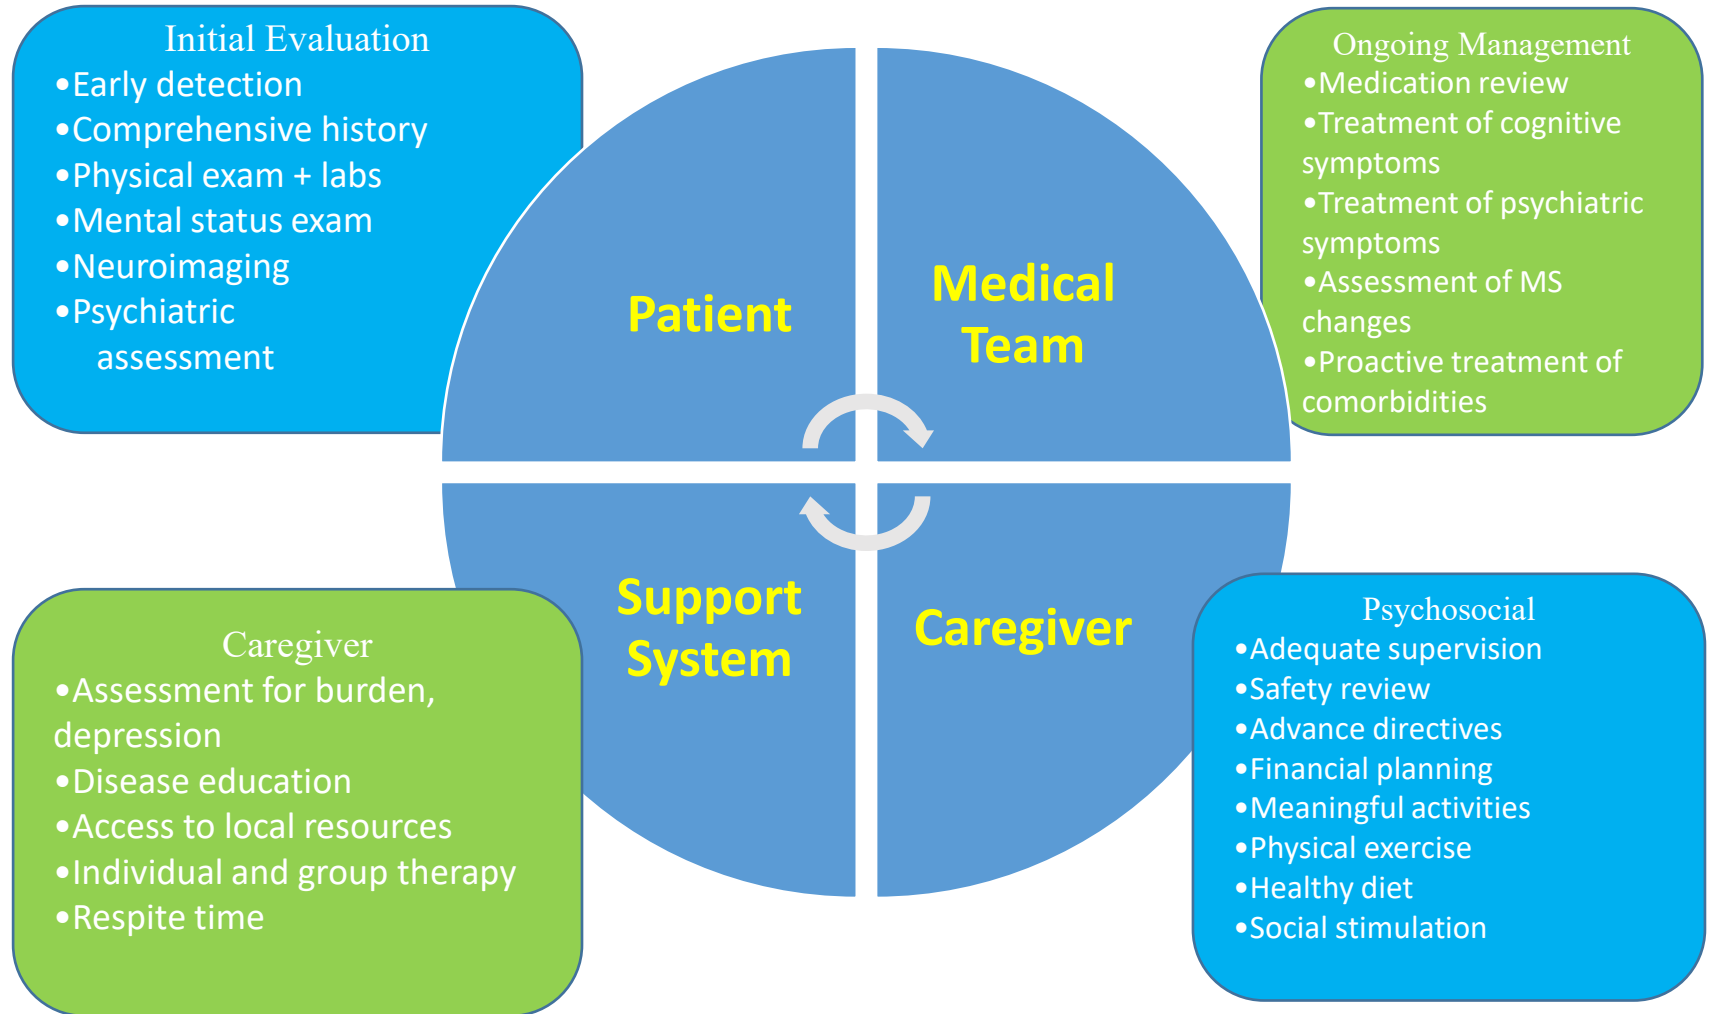 Initial Evaluation
•Early detection
•Comprehensive history
•Physical exam + labs
•Mental status exam
•Neuroimaging
•Psychiatric
assessment
Patient
Medical
Team
Ongoing Management
•Medication review
•Treatment of cognitive
symptoms
•Treatment of psychiatric
symptoms
•Assessment of MS
changes
•Proactive treatment of
comorbidities
Support
System
Caregiver
Caregiver
•Assessment for burden,
depression
•Disease education
•Access to local resources
•Individual and group therapy
•Respite time
Psychosocial
•Adequate supervision
•Safety review
•Advance directives
•Financial planning
•Meaningful activities
•Physical exercise
•Healthy diet
•Social stimulation